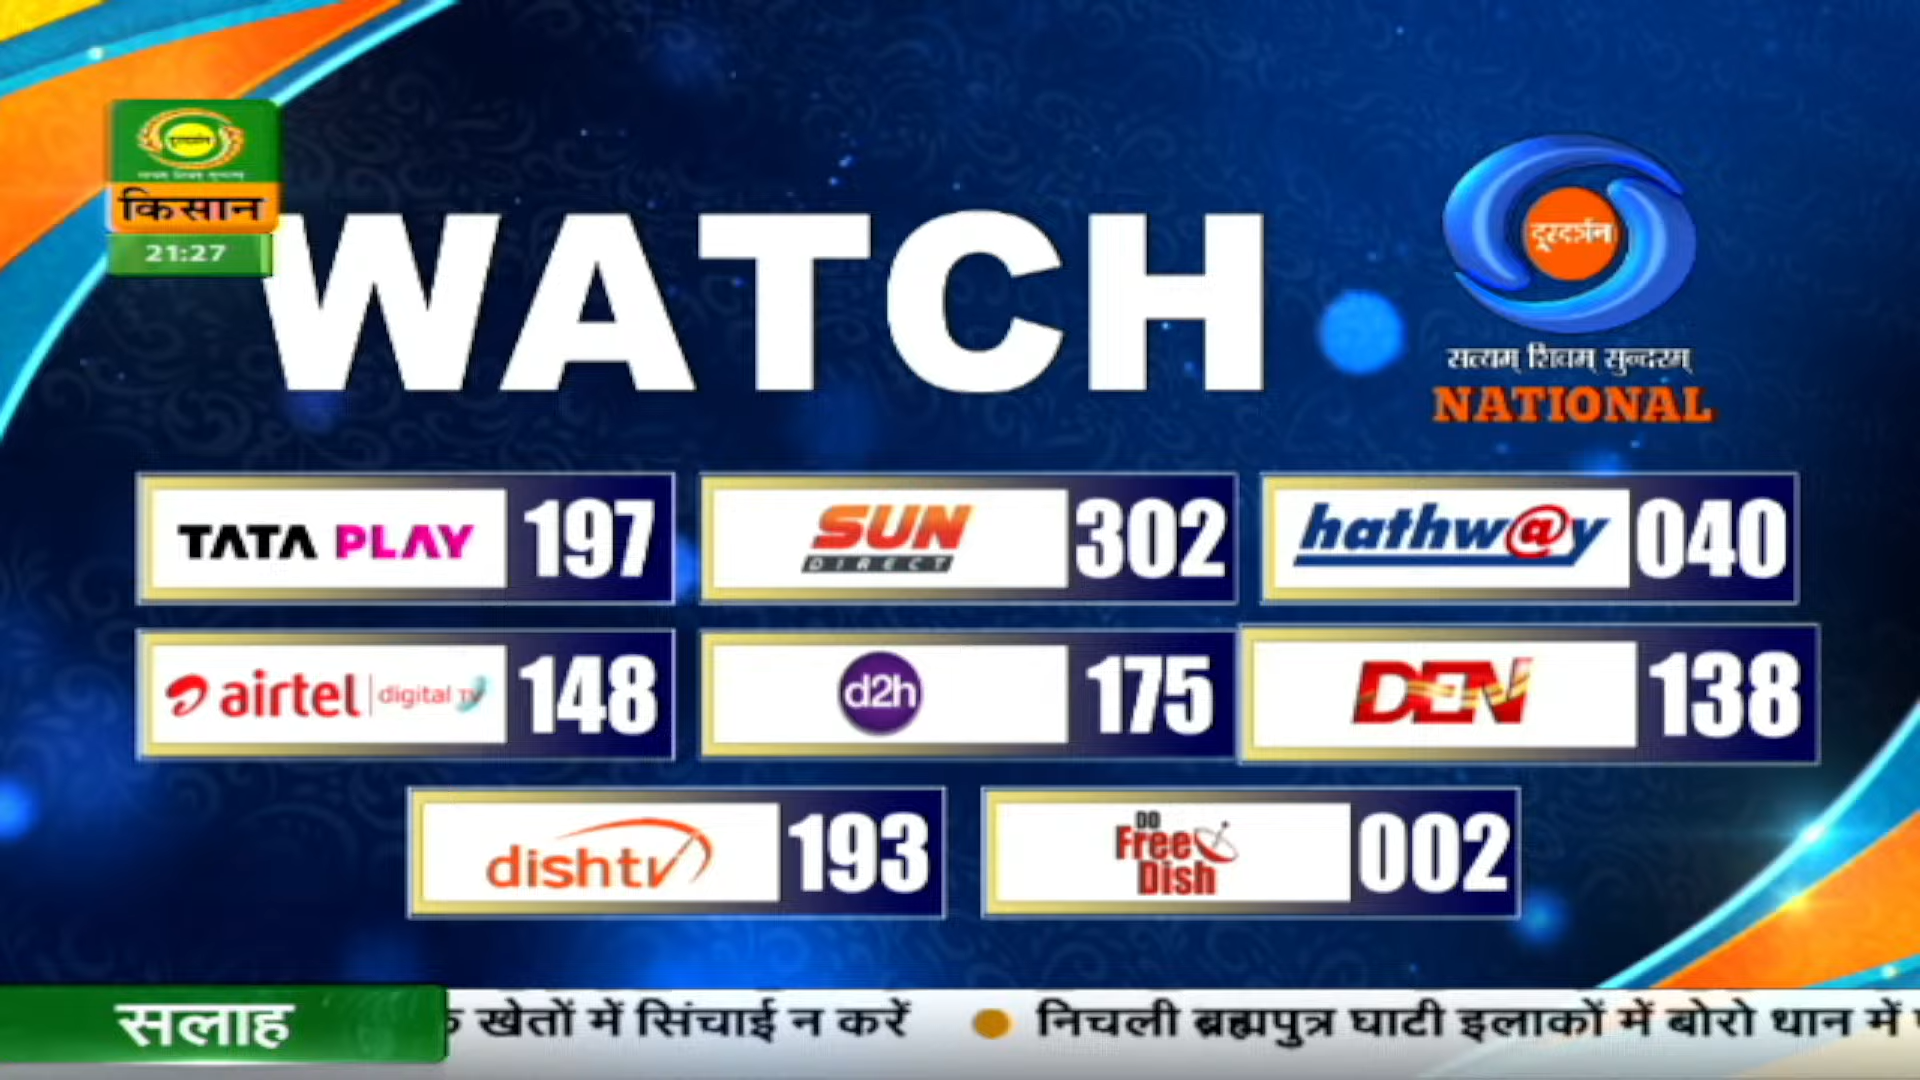 दूरदर्शन
किसान
21:27
WATCH
दूरदर्शन
सत्यम् शिवम् सुन्दरम्
NATIONAL
TATA PLAY 197
SUN DIRECT 302
hathw@y 040
airtel digital TV 148
d2h 175
DEN 138
dishtv 193
DD Free Dish 002
सलाह
खेतों में सिंचाई न करें
निचली ब्रह्मपुत्र घाटी इलाकों में बोरो धान में